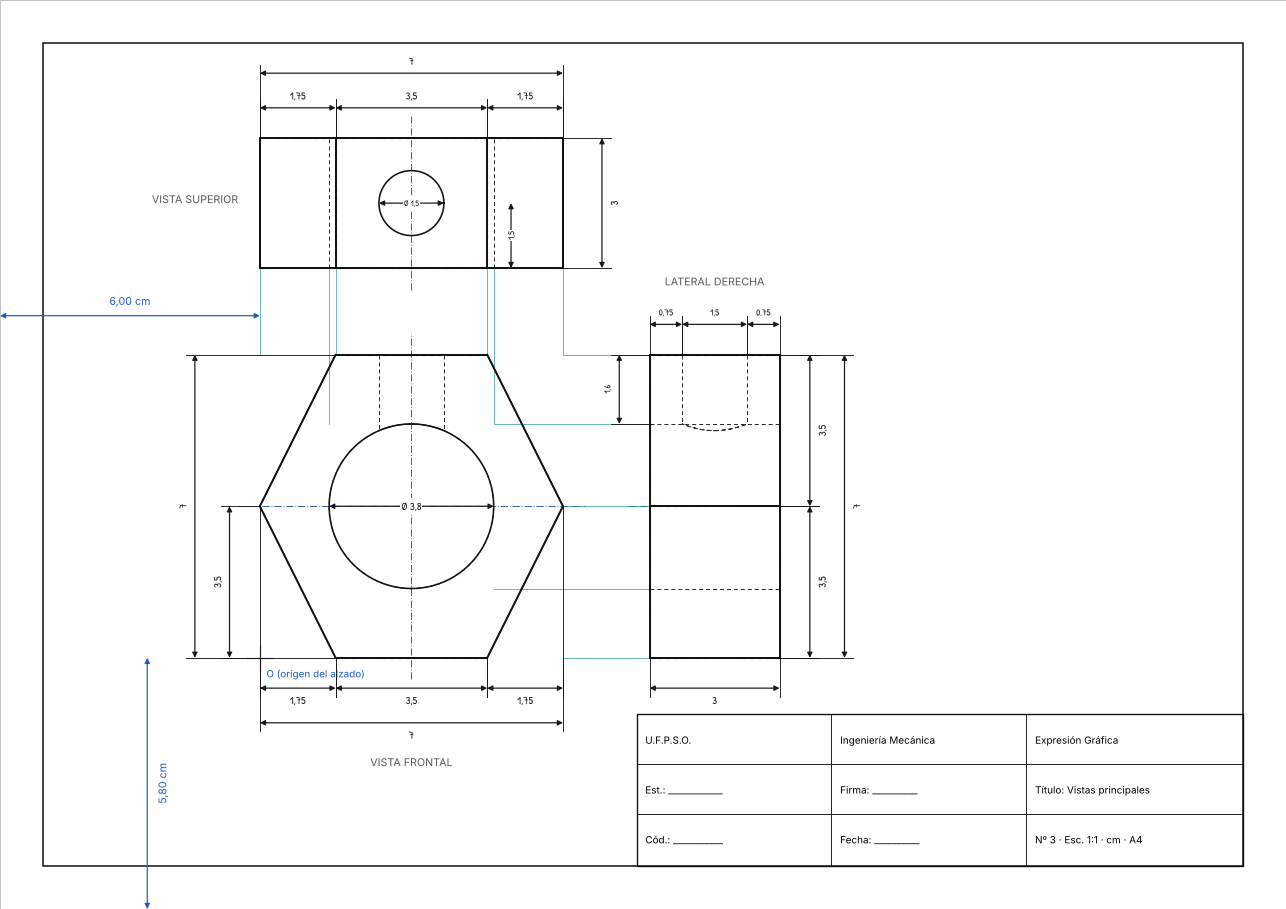 7
1,75 3,5 1,75
VISTA SUPERIOR
Ø 1,5
1,5
3
LATERAL DERECHA
6,00 cm
0,75 1,5 0,75
1,6
3,5
7
Ø 3,8
7
3,5
3,5
O (origen del alzado)
1,75 3,5 1,75
3
7
VISTA FRONTAL
5,80 cm
U.F.P.S.O. Ingeniería Mecánica Expresión Gráfica
Est.: __________ Firma: ________ Título: Vistas principales
Cód.: _________ Fecha: ________ Nº 3 · Esc. 1:1 · cm · A4